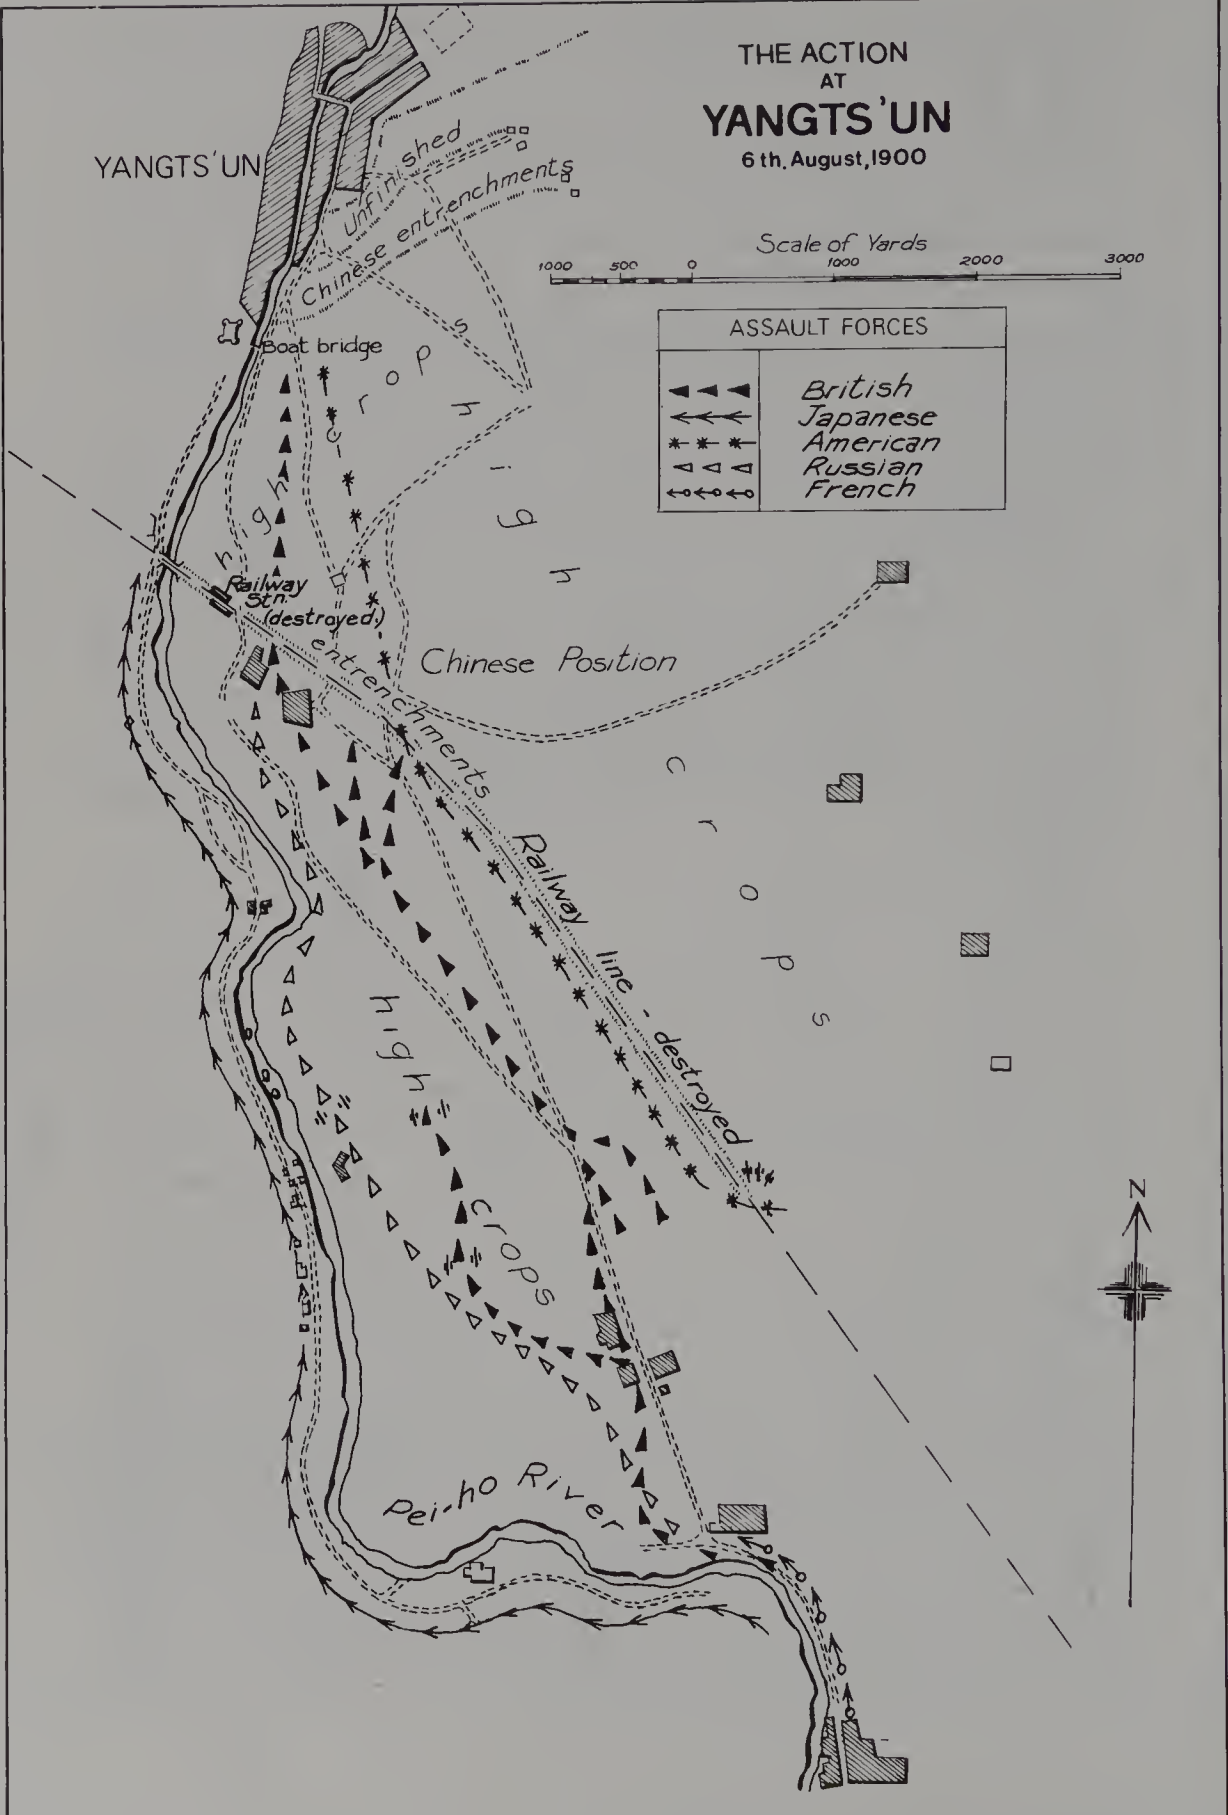 THE ACTION
AT
YANGTS'UN
6th, August, 1900
YANGTS'UN
Unfinished
Chinese entrenchments
Scale of Yards
1000 500 0 1000 2000 3000
ASSAULT FORCES
British
Japanese
American
Russian
French
Boat bridge
high crops
high crops
Railway
Stn.
(destroyed.)
entrenchments
Chinese Position
Railway line - destroyed
high crops
N
Pei-ho River